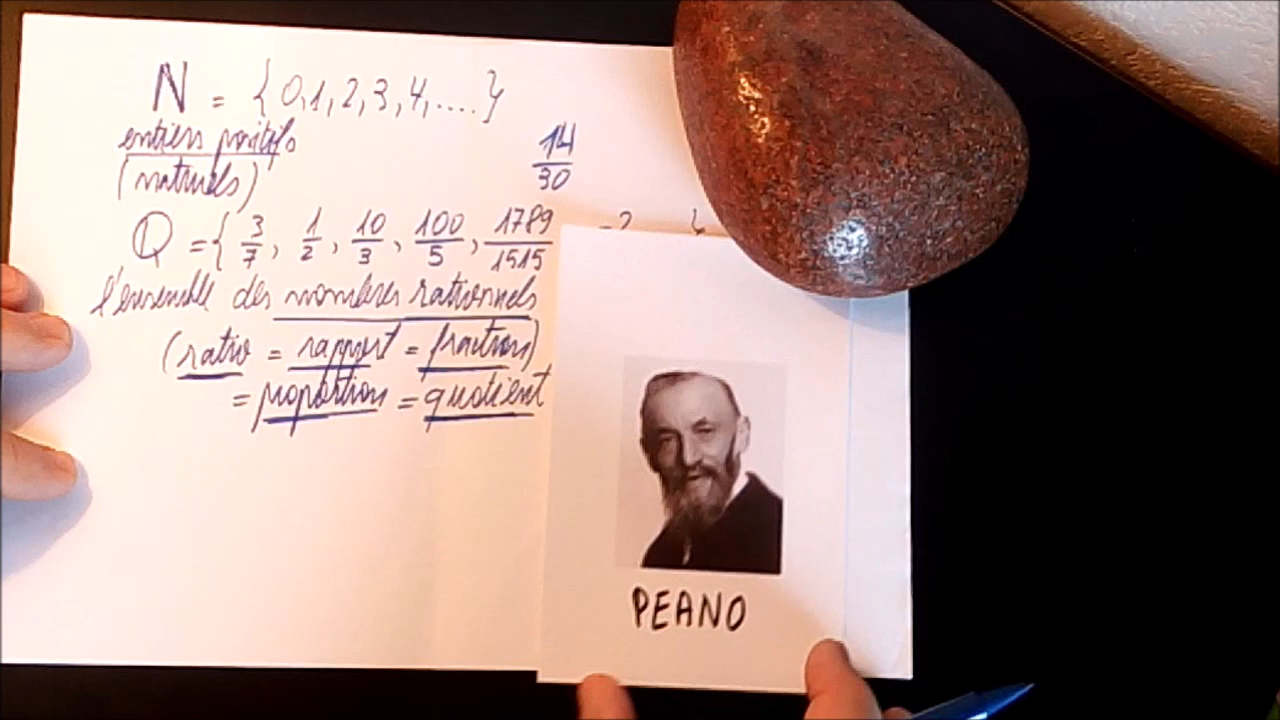 N = {0,1,2,3,4,....}
entiers positifs
(naturels)
14/30
Q = { 3/7, 1/2, 10/3, 100/5, 1789/1515 }
l'ensemble des nombres rationnels
(ratio = rapport = fraction)
= proportion = quotient
PEANO